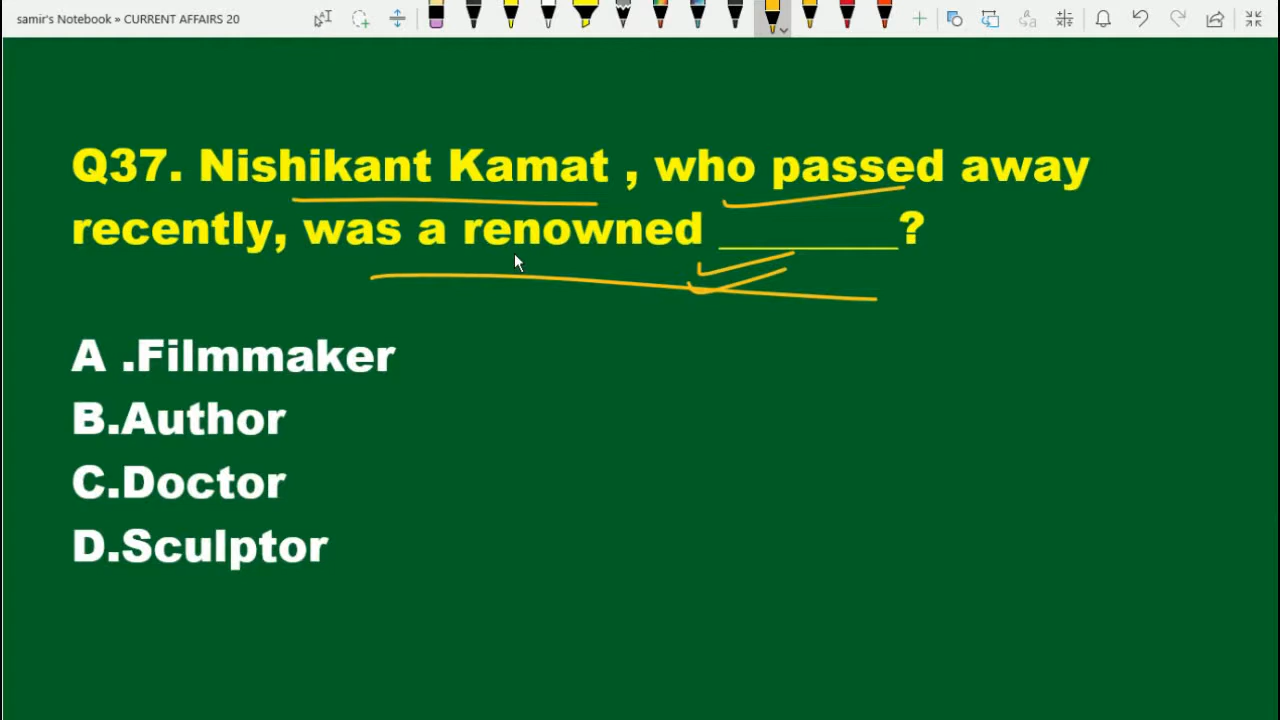 samir's Notebook » CURRENT AFFAIRS 20
Q37. Nishikant Kamat , who passed away
recently, was a renowned ________?
A .Filmmaker
B.Author
C.Doctor
D.Sculptor